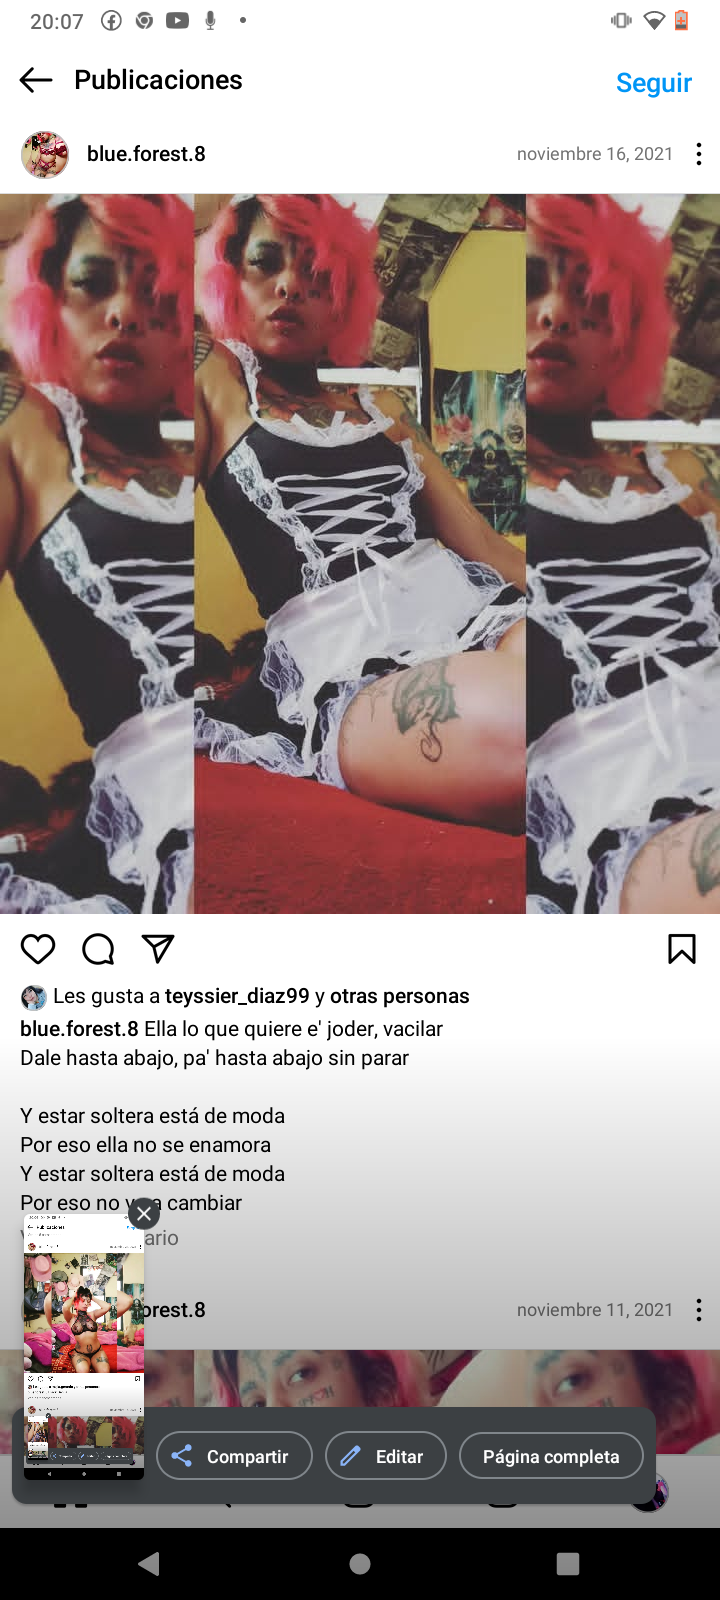 20:07
Publicaciones
Seguir
blue.forest.8
noviembre 16, 2021
Les gusta a teyssier_diaz99 y otras personas
blue.forest.8 Ella lo que quiere e' joder, vacilar
Dale hasta abajo, pa' hasta abajo sin parar
Y estar soltera está de moda
Por eso ella no se enamora
Y estar soltera está de moda
Por eso no v a cambiar
ario
orest.8
noviembre 11, 2021
Publicaciones
Compartir
Editar
Página completa